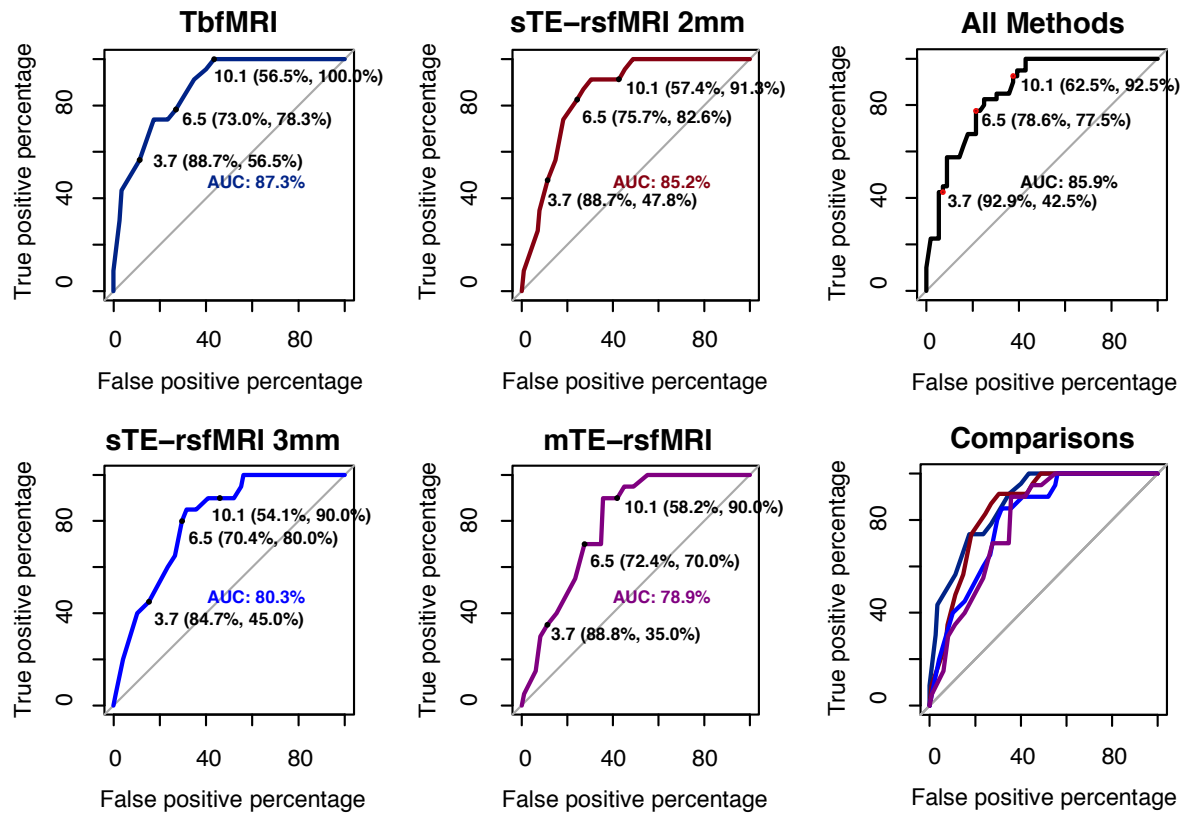 TbfMRI
True positive percentage
80
40
0
10.1 (56.5%, 100.0%)
6.5 (73.0%, 78.3%)
3.7 (88.7%, 56.5%)
AUC: 87.3%
0 40 80
False positive percentage
sTE−rsfMRI 2mm
True positive percentage
80
40
0
10.1 (57.4%, 91.3%)
6.5 (75.7%, 82.6%)
AUC: 85.2%
3.7 (88.7%, 47.8%)
0 40 80
False positive percentage
All Methods
True positive percentage
80
40
0
10.1 (62.5%, 92.5%)
6.5 (78.6%, 77.5%)
AUC: 85.9%
3.7 (92.9%, 42.5%)
0 40 80
False positive percentage
sTE−rsfMRI 3mm
True positive percentage
80
40
0
10.1 (54.1%, 90.0%)
6.5 (70.4%, 80.0%)
AUC: 80.3%
3.7 (84.7%, 45.0%)
0 40 80
False positive percentage
mTE−rsfMRI
True positive percentage
80
40
0
10.1 (58.2%, 90.0%)
6.5 (72.4%, 70.0%)
AUC: 78.9%
3.7 (88.8%, 35.0%)
0 40 80
False positive percentage
Comparisons
True positive percentage
80
40
0
0 40 80
False positive percentage